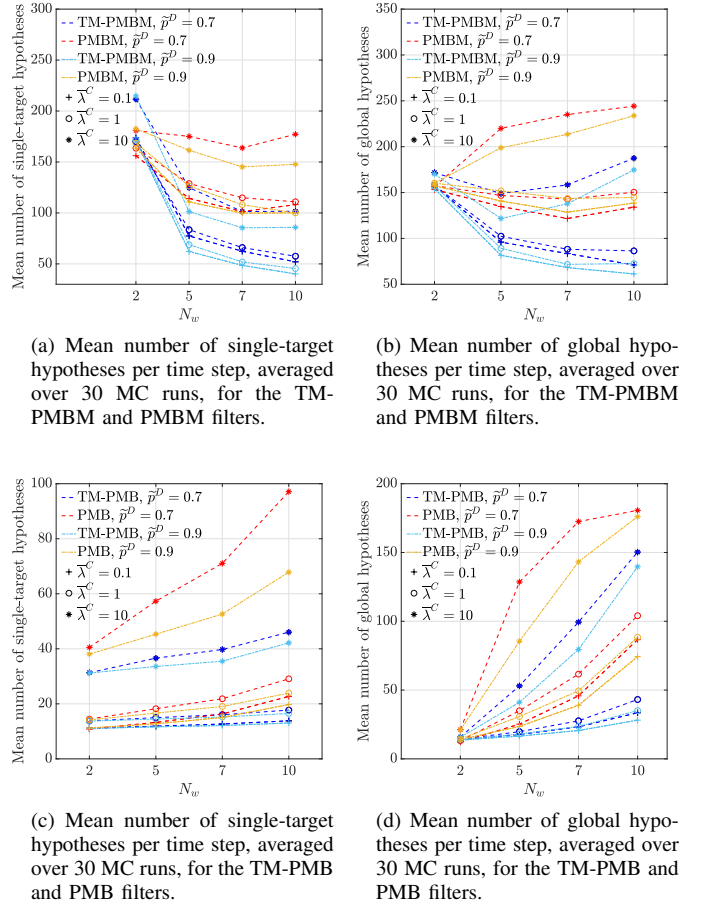 300
250
200
150
100
50
2
5
7
10
N_w
Mean number of single-target hypotheses
TM-PMBM, p̃^D = 0.7
PMBM, p̃^D = 0.7
TM-PMBM, p̃^D = 0.9
PMBM, p̃^D = 0.9
λ̄^C = 0.1
λ̄^C = 1
λ̄^C = 10
(a) Mean number of single-target
hypotheses per time step, averaged
over 30 MC runs, for the TM-
PMBM and PMBM filters.
350
300
250
200
150
100
50
2
5
7
10
N_w
Mean number of global hypotheses
TM-PMBM, p̃^D = 0.7
PMBM, p̃^D = 0.7
TM-PMBM, p̃^D = 0.9
PMBM, p̃^D = 0.9
λ̄^C = 0.1
λ̄^C = 1
λ̄^C = 10
(b) Mean number of global hypo-
theses per time step, averaged over
30 MC runs, for the TM-PMBM
and PMBM filters.
100
80
60
40
20
0
2
5
7
10
N_w
Mean number of single-target hypotheses
TM-PMB, p̃^D = 0.7
PMB, p̃^D = 0.7
TM-PMB, p̃^D = 0.9
PMB, p̃^D = 0.9
λ̄^C = 0.1
λ̄^C = 1
λ̄^C = 10
(c) Mean number of single-target
hypotheses per time step, averaged
over 30 MC runs, for the TM-PMB
and PMB filters.
200
150
100
50
0
2
5
7
10
N_w
Mean number of global hypotheses
TM-PMB, p̃^D = 0.7
PMB, p̃^D = 0.7
TM-PMB, p̃^D = 0.9
PMB, p̃^D = 0.9
λ̄^C = 0.1
λ̄^C = 1
λ̄^C = 10
(d) Mean number of global hypo-
theses per time step, averaged over
30 MC runs, for the TM-PMB and
PMB filters.